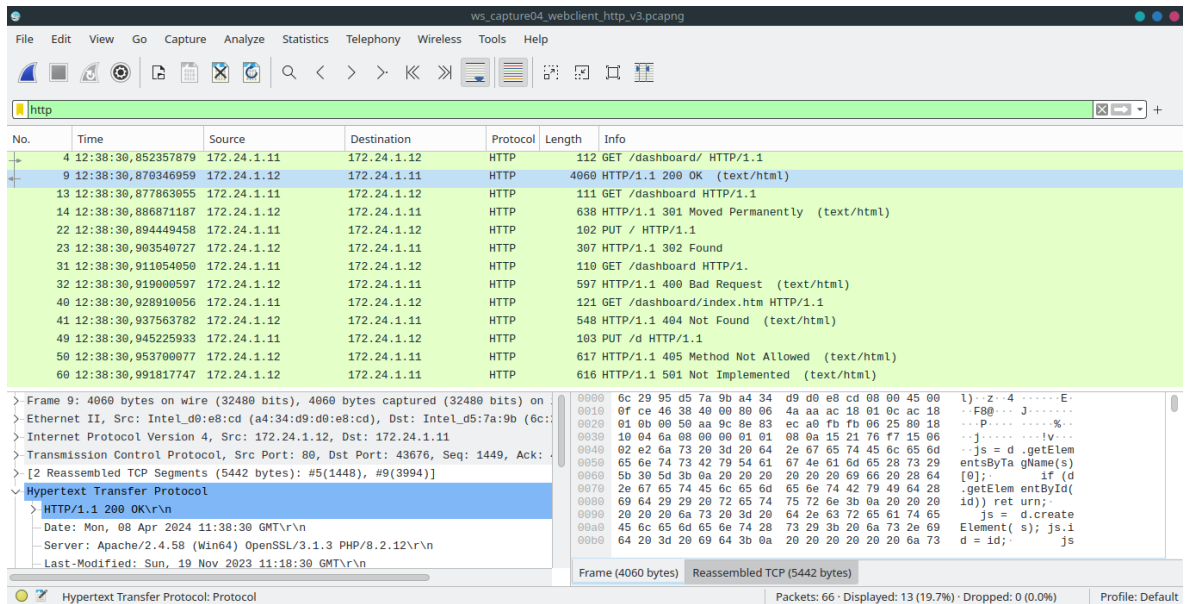 ws_capture04_webclient_http_v3.pcapng
File Edit View Go Capture Analyze Statistics Telephony Wireless Tools Help
http
No. Time Source Destination Protocol Length Info
4 12:38:30,852357879 172.24.1.11 172.24.1.12 HTTP 112 GET /dashboard/ HTTP/1.1
9 12:38:30,870346959 172.24.1.12 172.24.1.11 HTTP 4060 HTTP/1.1 200 OK (text/html)
13 12:38:30,877863055 172.24.1.11 172.24.1.12 HTTP 111 GET /dashboard HTTP/1.1
14 12:38:30,886871187 172.24.1.12 172.24.1.11 HTTP 638 HTTP/1.1 301 Moved Permanently (text/html)
22 12:38:30,894449458 172.24.1.11 172.24.1.12 HTTP 102 PUT / HTTP/1.1
23 12:38:30,903540727 172.24.1.12 172.24.1.11 HTTP 307 HTTP/1.1 302 Found
31 12:38:30,911054050 172.24.1.11 172.24.1.12 HTTP 110 GET /dashboard HTTP/1.
32 12:38:30,919000597 172.24.1.12 172.24.1.11 HTTP 597 HTTP/1.1 400 Bad Request (text/html)
40 12:38:30,928910056 172.24.1.11 172.24.1.12 HTTP 121 GET /dashboard/index.htm HTTP/1.1
41 12:38:30,937563782 172.24.1.12 172.24.1.11 HTTP 548 HTTP/1.1 404 Not Found (text/html)
49 12:38:30,945225933 172.24.1.11 172.24.1.12 HTTP 103 PUT /d HTTP/1.1
50 12:38:30,953700077 172.24.1.12 172.24.1.11 HTTP 617 HTTP/1.1 405 Method Not Allowed (text/html)
60 12:38:30,991817747 172.24.1.12 172.24.1.11 HTTP 616 HTTP/1.1 501 Not Implemented (text/html)
Frame 9: 4060 bytes on wire (32480 bits), 4060 bytes captured (32480 bits) on
Ethernet II, Src: Intel_d0:e8:cd (a4:34:d9:d0:e8:cd), Dst: Intel_d5:7a:9b (6c:
Internet Protocol Version 4, Src: 172.24.1.12, Dst: 172.24.1.11
Transmission Control Protocol, Src Port: 80, Dst Port: 43676, Seq: 1449, Ack:
[2 Reassembled TCP Segments (5442 bytes): #5(1448), #9(3994)]
Hypertext Transfer Protocol
HTTP/1.1 200 OK\r\n
Date: Mon, 08 Apr 2024 11:38:30 GMT\r\n
Server: Apache/2.4.58 (Win64) OpenSSL/3.1.3 PHP/8.2.12\r\n
Last-Modified: Sun, 19 Nov 2023 11:18:30 GMT\r\n
0000 6c 29 95 d5 7a 9b a4 34 d9 d0 e8 cd 08 00 45 00 l)··z··4 ······E·
0010 0f ce 46 38 40 00 80 06 4a aa ac 18 01 0c ac 18 ··F8@··· J·······
0020 01 0b 00 50 aa 9c 8e 83 ec a0 fb fb 06 25 80 18 ···P···· ·····%··
0030 10 04 6a 08 00 00 01 01 08 0a 15 21 76 f7 15 06 ··j····· ···!v···
0040 02 e2 6a 73 20 3d 20 64 2e 67 65 74 45 6c 65 6d ··js = d .getElem
0050 65 6e 74 73 42 79 54 61 67 4e 61 6d 65 28 73 29 entsByTa gName(s)
0060 5b 30 5d 3b 0a 20 20 20 20 20 20 69 66 20 28 64 [0];· if (d
0070 2e 67 65 74 45 6c 65 6d 65 6e 74 42 79 49 64 28 .getElem entById(
0080 69 64 29 29 20 72 65 74 75 72 6e 3b 0a 20 20 20 id)) ret urn;·
0090 20 20 20 6a 73 20 3d 20 64 2e 63 72 65 61 74 65 js = d.create
00a0 45 6c 65 6d 65 6e 74 28 73 29 3b 20 6a 73 2e 69 Element( s); js.i
00b0 64 20 3d 20 69 64 3b 0a 20 20 20 20 20 20 6a 73 d = id;· js
Frame (4060 bytes) Reassembled TCP (5442 bytes)
Hypertext Transfer Protocol: Protocol Packets: 66 · Displayed: 13 (19.7%) · Dropped: 0 (0.0%) Profile: Default